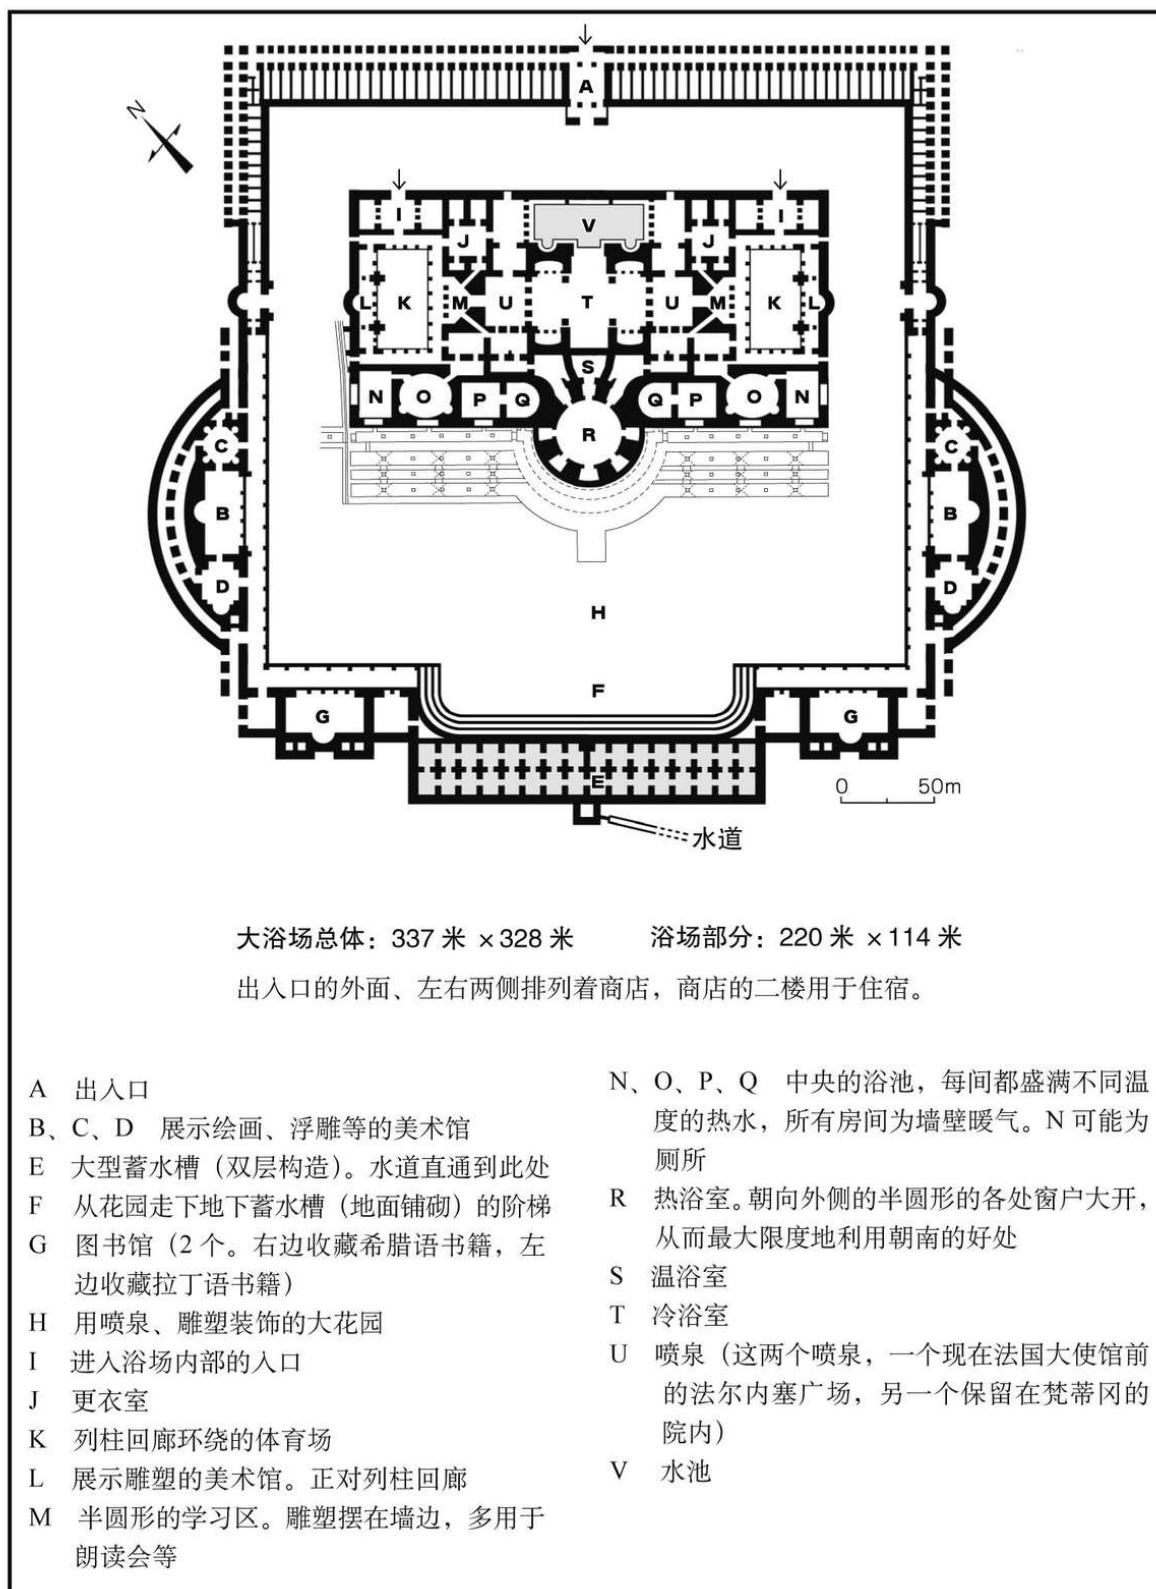 A
N
I
I
V
J
J
L
K
M
U
T
U
M
K
L
S
N
O
P
Q
Q
P
O
N
R
C
C
B
B
D
D
H
F
G
G
E
0 50m
水道
大浴场总体：337 米 ×328 米 浴场部分：220 米 ×114 米
出入口的外面、左右两侧排列着商店，商店的二楼用于住宿。
A 出入口
B、C、D 展示绘画、浮雕等的美术馆
E 大型蓄水槽（双层构造）。水道直通到此处
F 从花园走下地下蓄水槽（地面铺砌）的阶梯
G 图书馆（2 个。右边收藏希腊语书籍，左
边收藏拉丁语书籍）
H 用喷泉、雕塑装饰的大花园
I 进入浴场内部的入口
J 更衣室
K 列柱回廊环绕的体育场
L 展示雕塑的美术馆。正对列柱回廊
M 半圆形的学习区。雕塑摆在墙边，多用于
朗读会等
N、O、P、Q 中央的浴池，每间都盛满不同温
度的热水，所有房间为墙壁暖气。N 可能为
厕所
R 热浴室。朝向外侧的半圆形的各处窗户大开，
从而最大限度地利用朝南的好处
S 温浴室
T 冷浴室
U 喷泉（这两个喷泉，一个现在法国大使馆前
的法尔内塞广场，另一个保留在梵蒂冈的
院内）
V 水池